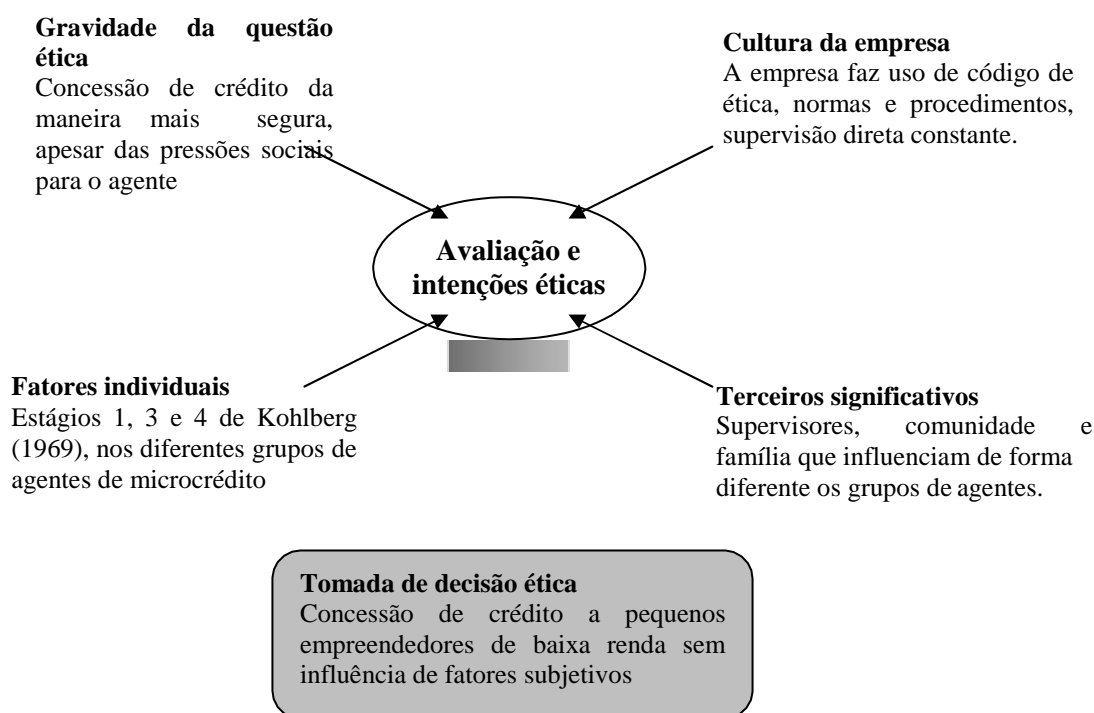 Gravidade da questão
ética
Concessão de crédito da
maneira mais segura,
apesar das pressões sociais
para o agente
Cultura da empresa
A empresa faz uso de código de
ética, normas e procedimentos,
supervisão direta constante.
Avaliação e
intenções éticas
Fatores individuais
Estágios 1, 3 e 4 de Kohlberg
(1969), nos diferentes grupos de
agentes de microcrédito
Terceiros significativos
Supervisores, comunidade e
família que influenciam de forma
diferente os grupos de agentes.
Tomada de decisão ética
Concessão de crédito a pequenos
empreendedores de baixa renda sem
influência de fatores subjetivos